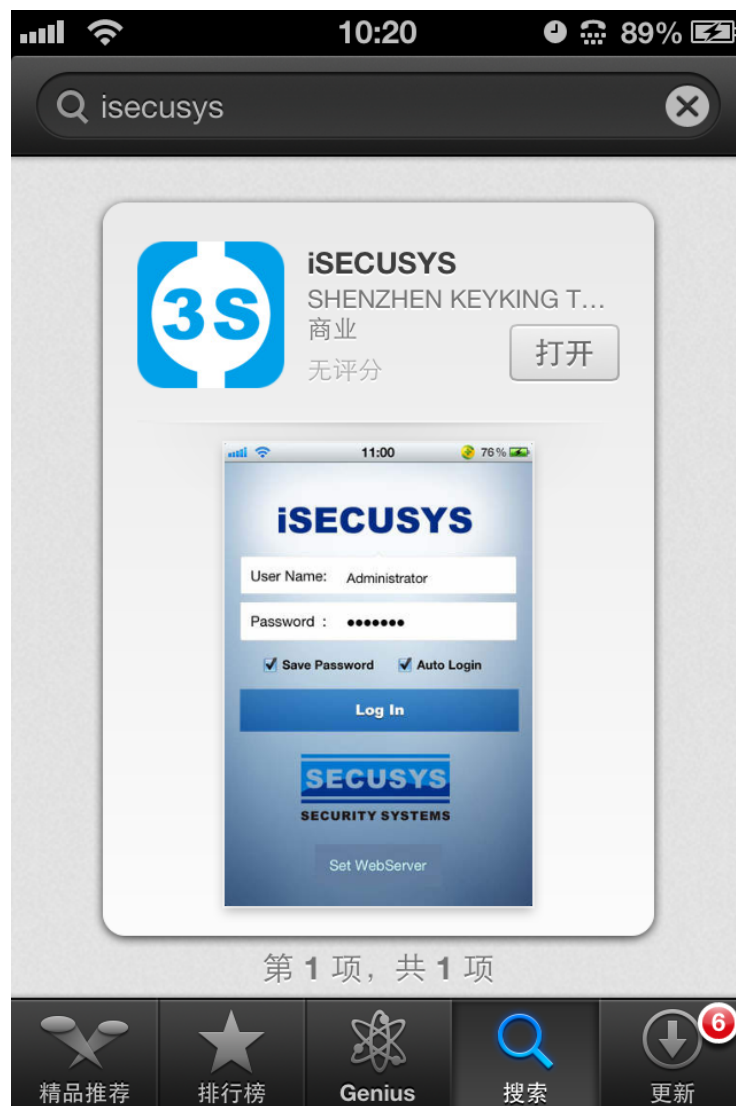 10:20 89%
isecusys
3S
iSECUSYS
SHENZHEN KEYKING T...
商业
无评分
打开
11:00 76%
iSECUSYS
User Name: Administrator
Password : •••••••
Save Password Auto Login
Log In
SECUSYS
SECURITY SYSTEMS
Set WebServer
第 1 项，共 1 项
6
精品推荐 排行榜 Genius 搜索 更新